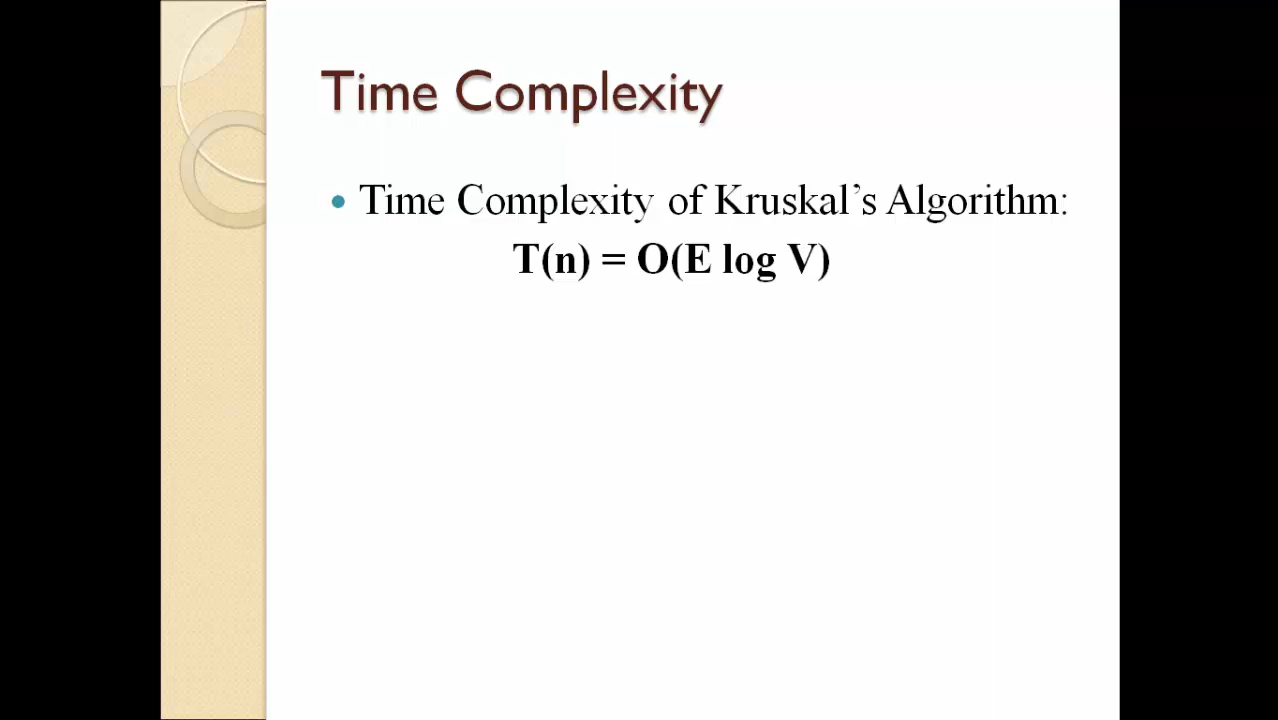 Time Complexity
• Time Complexity of Kruskal’s Algorithm:
T(n) = O(E log V)